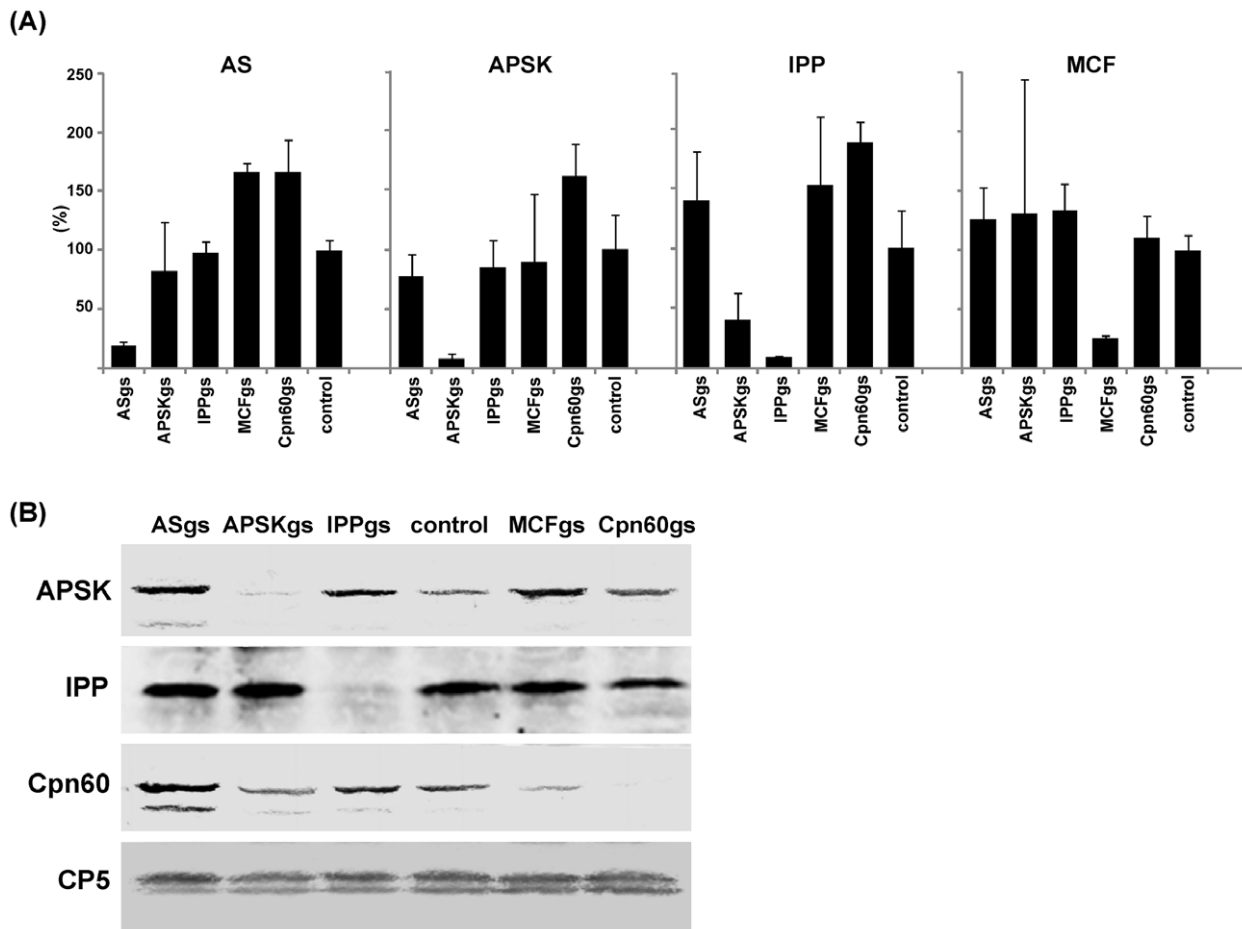 (A)
AS APSK IPP MCF
250
200
150
100
50
(%)
ASgs APSKgs IPPgs MCFgs Cpn60gs control ASgs APSKgs IPPgs MCFgs Cpn60gs control ASgs APSKgs IPPgs MCFgs Cpn60gs control ASgs APSKgs IPPgs MCFgs Cpn60gs control
(B)
ASgs APSKgs IPPgs control MCFgs Cpn60gs
APSK
IPP
Cpn60
CP5